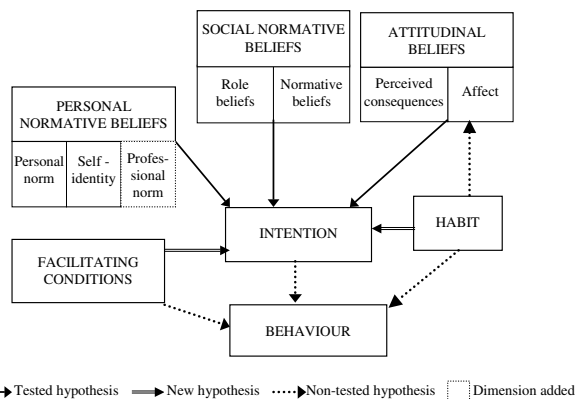 SOCIAL NORMATIVE
BELIEFS
Role
beliefs
Normative
beliefs
ATTITUDINAL
BELIEFS
Perceived
consequences
Affect
PERSONAL
NORMATIVE BELIEFS
Personal
norm
Self -
identity
Profes-
sional
norm
INTENTION
HABIT
FACILITATING
CONDITIONS
BEHAVIOUR
Tested hypothesis New hypothesis Non-tested hypothesis Dimension added